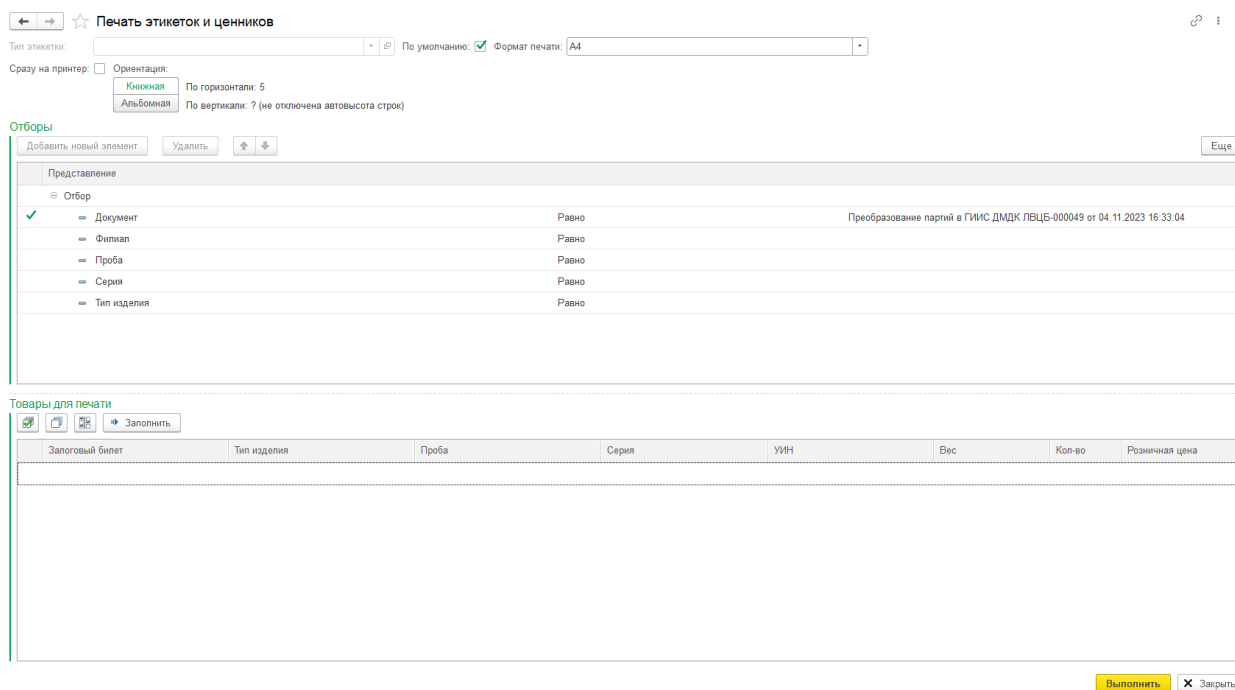 Печать этикеток и ценников
Тип этикетки: По умолчанию: Формат печати: A4
Сразу на принтер: Ориентация:
Книжная По горизонтали: 5
Альбомная По вертикали: ? (не отключена автовысота строк)
Отборы
Добавить новый элемент Удалить Еще
Представление
Отбор
Документ Равно Преобразование партий в ГИИС ДМДК ЛВЦБ-000049 от 04.11.2023 16:33:04
Филиал Равно
Проба Равно
Серия Равно
Тип изделия Равно
Товары для печати
Заполнить
Залоговый билет Тип изделия Проба Серия УИН Вес Кол-во Розничная цена
Выполнить Закрыть